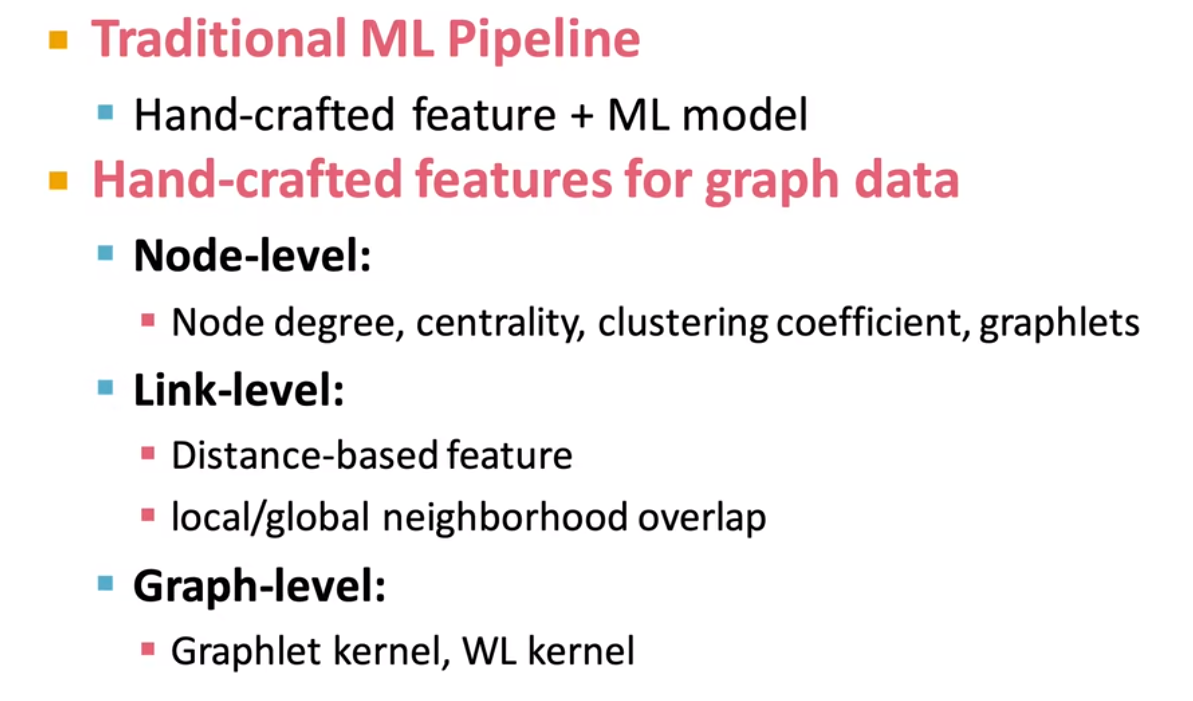 Traditional ML Pipeline
Hand-crafted feature + ML model
Hand-crafted features for graph data
Node-level:
Node degree, centrality, clustering coefficient, graphlets
Link-level:
Distance-based feature
local/global neighborhood overlap
Graph-level:
Graphlet kernel, WL kernel